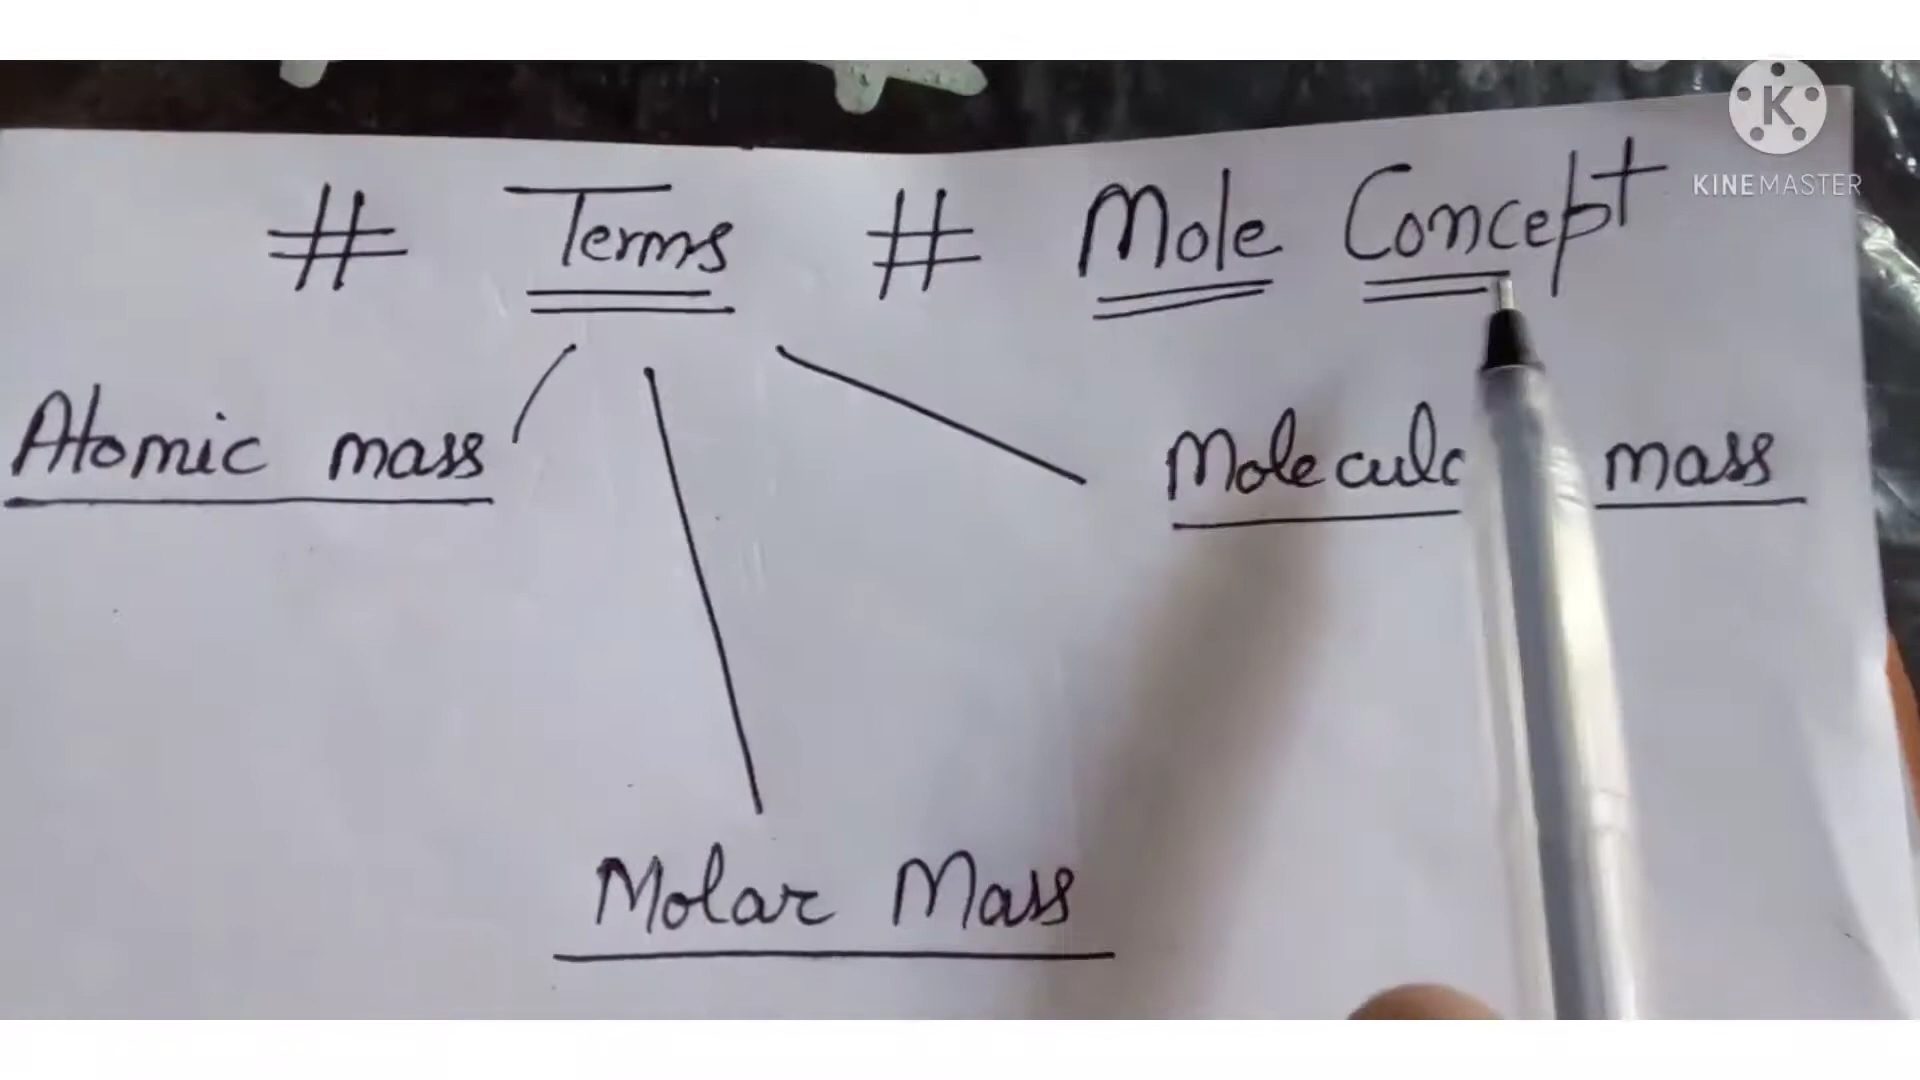 # Terms # Mole Concept
KINEMASTER
Atomic mass
mass
Molar Mass